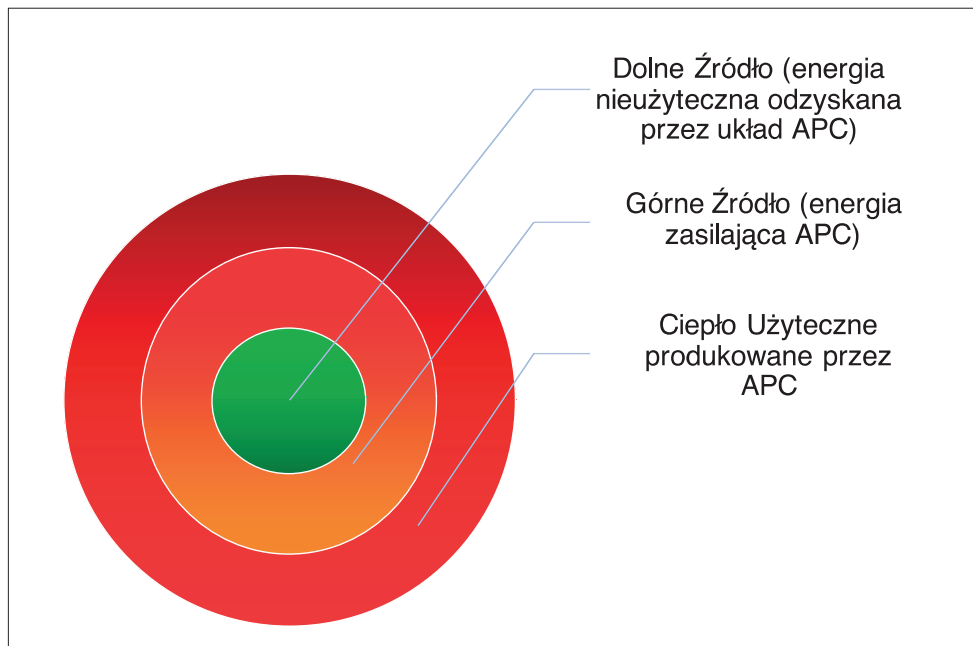 Dolne Źródło (energia
nieużyteczna odzyskana
przez układ APC)
Górne Źródło (energia
zasilająca APC)
Ciepło Użyteczne
produkowane przez
APC